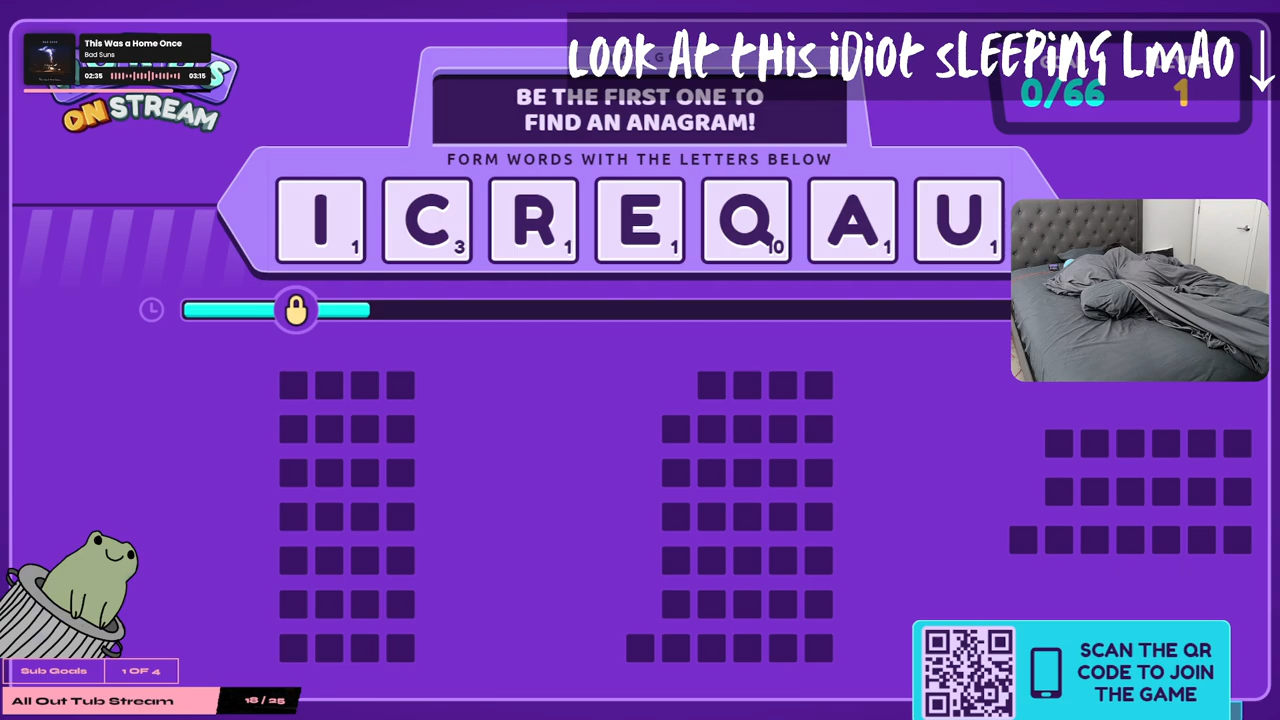 This Was a Home Once
Bad Suns
02:35
03:15
ON STREAM
LOOK At tHis iDiOt sLEEPiNG LmAO
0/66
1
BE THE FIRST ONE TO
FIND AN ANAGRAM!
FORM WORDS WITH THE LETTERS BELOW
I 1 C 3 R 1 E 1 Q 10 A 1 U 1
Sub Goals
1 OF 4
All Out Tub Stream
18 / 25
SCAN THE QR
CODE TO JOIN
THE GAME